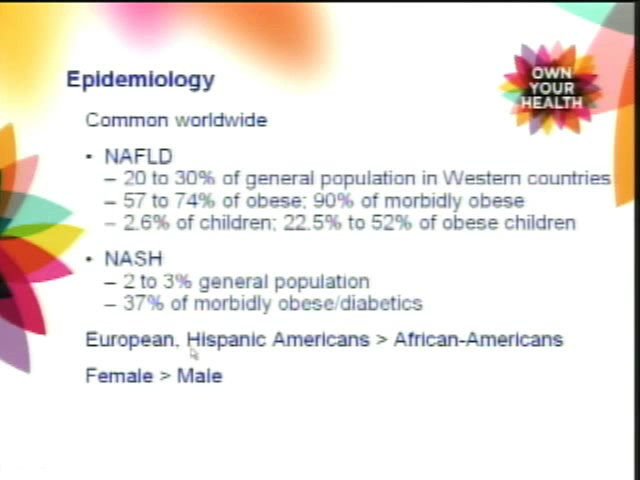 Epidemiology
OWN
YOUR
HEALTH
Common worldwide
• NAFLD
– 20 to 30% of general population in Western countries
– 57 to 74% of obese; 90% of morbidly obese
– 2.6% of children; 22.5% to 52% of obese children
• NASH
– 2 to 3% general population
– 37% of morbidly obese/diabetics
European, Hispanic Americans > African-Americans
Female > Male